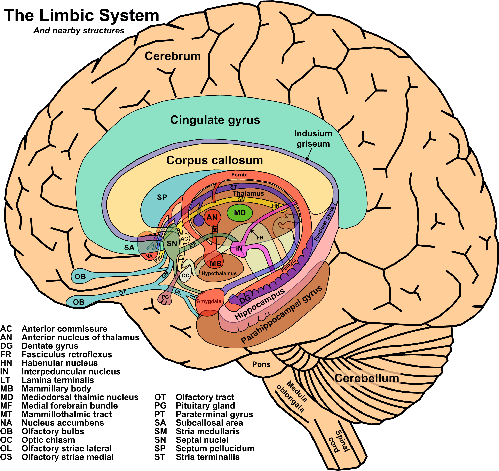 The Limbic System
And nearby structures
Cerebrum
Cingulate gyrus
Indusium
griseum
Corpus callosum
Fornix
Thalamus
SP
AN
MD
SA
SN
IN
MB
Hypothalamus
OB
OB
Amygdala
DG
Hippocampus
Parahippocampal gyrus
Pons
Cerebellum
Medulla
oblongata
Spinal
cord
AC Anterior commissure
AN Anterior nucleus of thalamus
DG Dentate gyrus
FR Fasciculus retroflexus
HN Habenular nucleus
IN Interpeduncular nucleus
LT Lamina terminalis
MB Mammillary body
MD Mediodorsal thalmic nucleus
MF Medial forebrain bundle
MT Mammillothalmic tract
NA Nucleus accumbens
OB Olfactory bulbs
OC Optic chiasm
OL Olfactory striae lateral
OS Olfactory striae medial
OT Olfactory tract
PG Pituitary gland
PT Paraterminal gyrus
SA Subcallosal area
SM Stria medullaris
SN Septal nuclei
SP Septum pellucidum
ST Stria terminalis